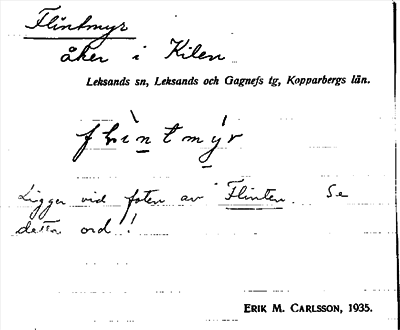 Flintmyr
åker i Kilen
Leksands sn, Leksands och Gagnefs tg, Kopparbergs län.
flìntmýr
Ligger vid foten av Flinten. Se
detta ord!
ERIK M. CARLSSON, 1935.